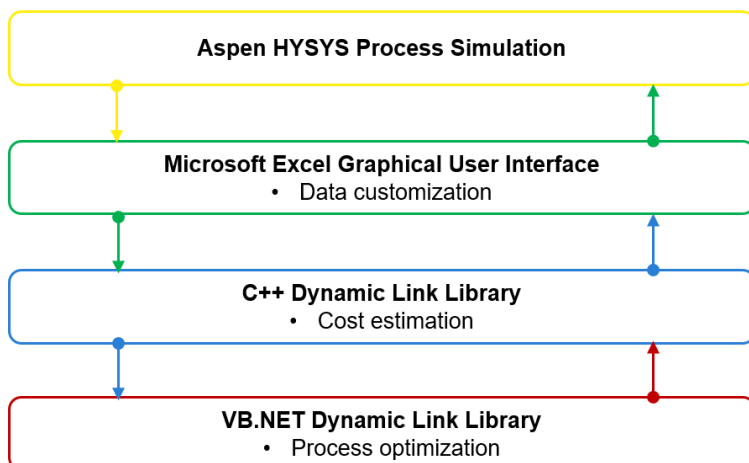 Aspen HYSYS Process Simulation
Microsoft Excel Graphical User Interface
• Data customization
C++ Dynamic Link Library
• Cost estimation
VB.NET Dynamic Link Library
• Process optimization